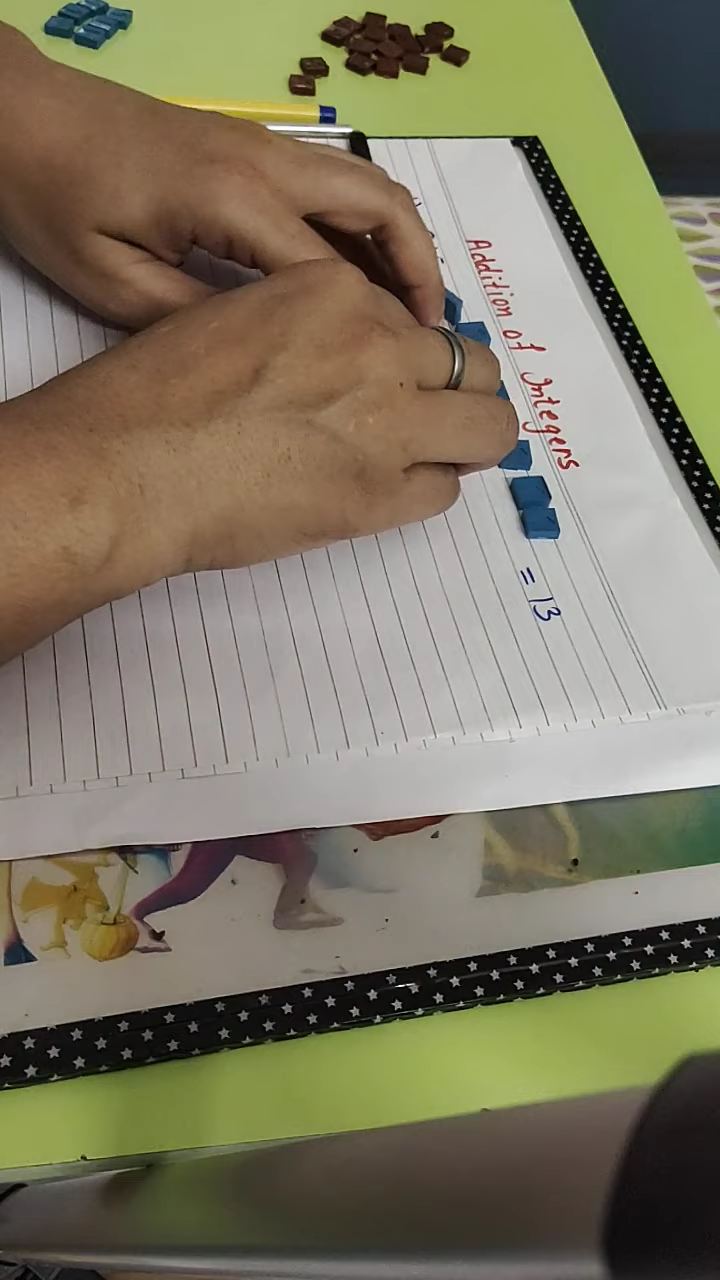 Addition of Integers
= 13